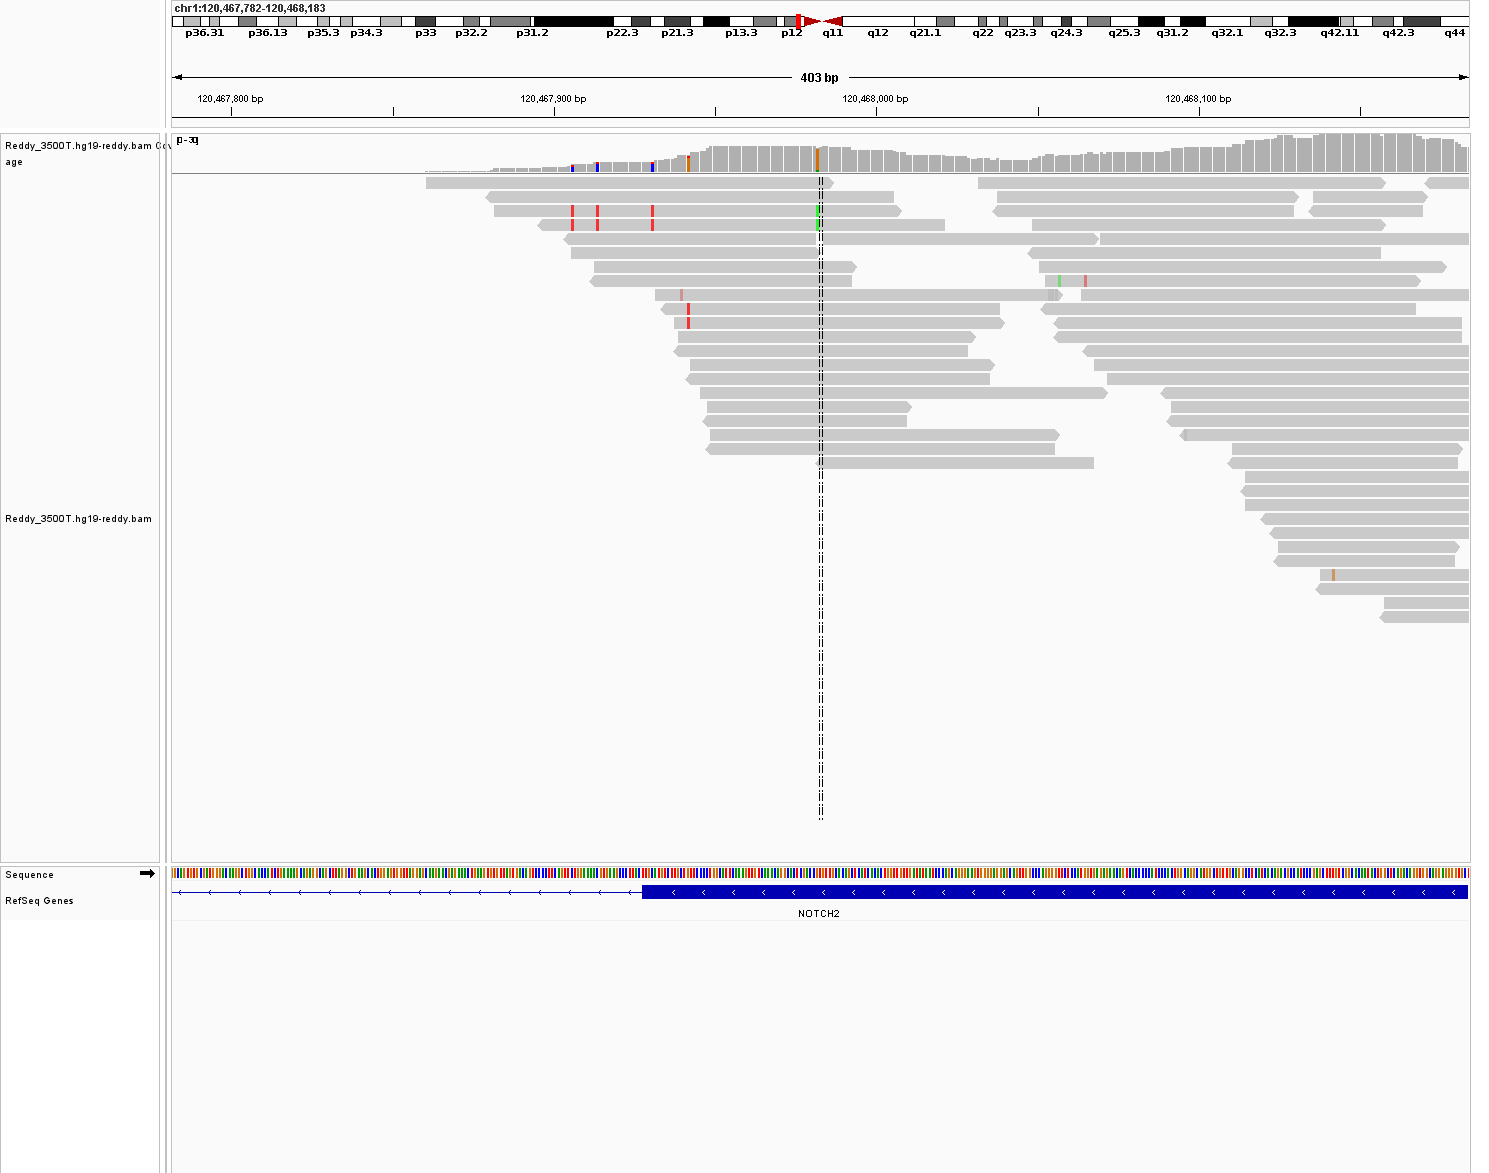 chr1:120,467,782-120,468,183
p36.31 p36.13 p35.3 p34.3 p33 p32.2 p31.2 p22.3 p21.3 p13.3 p12 q11 q12 q21.1 q22 q23.3 q24.3 q25.3 q31.2 q32.1 q32.3 q42.11 q42.3 q44
403 bp
120,467,800 bp 120,467,900 bp 120,468,000 bp 120,468,100 bp
Reddy_3500T.hg19-reddy.bam Cov
age
Reddy_3500T.hg19-reddy.bam
Sequence
RefSeq Genes
NOTCH2